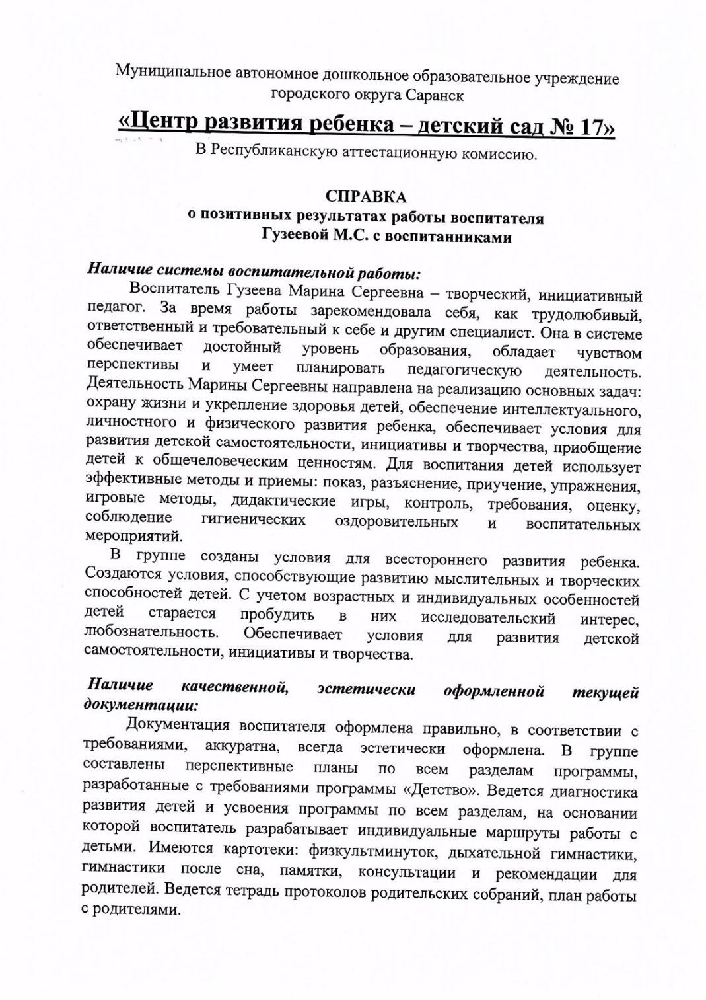 Муниципальное автономное дошкольное образовательное учреждение
городского округа Саранск
«Центр развития ребенка – детский сад № 17»
В Республиканскую аттестационную комиссию.
СПРАВКА
о позитивных результатах работы воспитателя
Гузеевой М.С. с воспитанниками
Наличие системы воспитательной работы:
Воспитатель Гузеева Марина Сергеевна – творческий, инициативный
педагог. За время работы зарекомендовала себя, как трудолюбивый,
ответственный и требовательный к себе и другим специалист. Она в системе
обеспечивает достойный уровень образования, обладает чувством
перспективы и умеет планировать педагогическую деятельность.
Деятельность Марины Сергеевны направлена на реализацию основных задач:
охрану жизни и укрепление здоровья детей, обеспечение интеллектуального,
личностного и физического развития ребенка, обеспечивает условия для
развития детской самостоятельности, инициативы и творчества, приобщение
детей к общечеловеческим ценностям. Для воспитания детей использует
эффективные методы и приемы: показ, разъяснение, приучение, упражнения,
игровые методы, дидактические игры, контроль, требования, оценку,
соблюдение гигиенических оздоровительных и воспитательных
мероприятий.
В группе созданы условия для всестороннего развития ребенка.
Создаются условия, способствующие развитию мыслительных и творческих
способностей детей. С учетом возрастных и индивидуальных особенностей
детей старается пробудить в них исследовательский интерес,
любознательность. Обеспечивает условия для развития детской
самостоятельности, инициативы и творчества.
Наличие качественной, эстетически оформленной текущей
документации:
Документация воспитателя оформлена правильно, в соответствии с
требованиями, аккуратна, всегда эстетически оформлена. В группе
составлены перспективные планы по всем разделам программы,
разработанные с требованиями программы «Детство». Ведется диагностика
развития детей и усвоения программы по всем разделам, на основании
которой воспитатель разрабатывает индивидуальные маршруты работы с
детьми. Имеются картотеки: физкультминуток, дыхательной гимнастики,
гимнастики после сна, памятки, консультации и рекомендации для
родителей. Ведется тетрадь протоколов родительских собраний, план работы
с родителями.